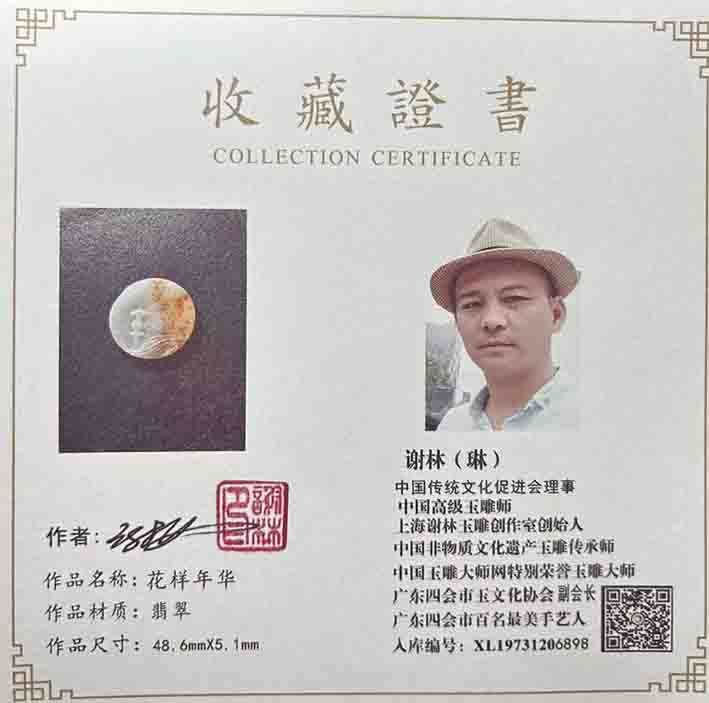 收藏證書
COLLECTION CERTIFICATE
谢林（琳）
中国传统文化促进会理事
中国高级玉雕师
上海谢林玉雕创作室创始人
中国非物质文化遗产玉雕传承师
中国玉雕大师网特别荣誉玉雕大师
广东四会市玉文化协会副会长
广东四会市百名最美手艺人
入库编号：XL19731206898
作者：
作品名称：花样年华
作品材质：翡翠
作品尺寸：48.6mmX5.1mm